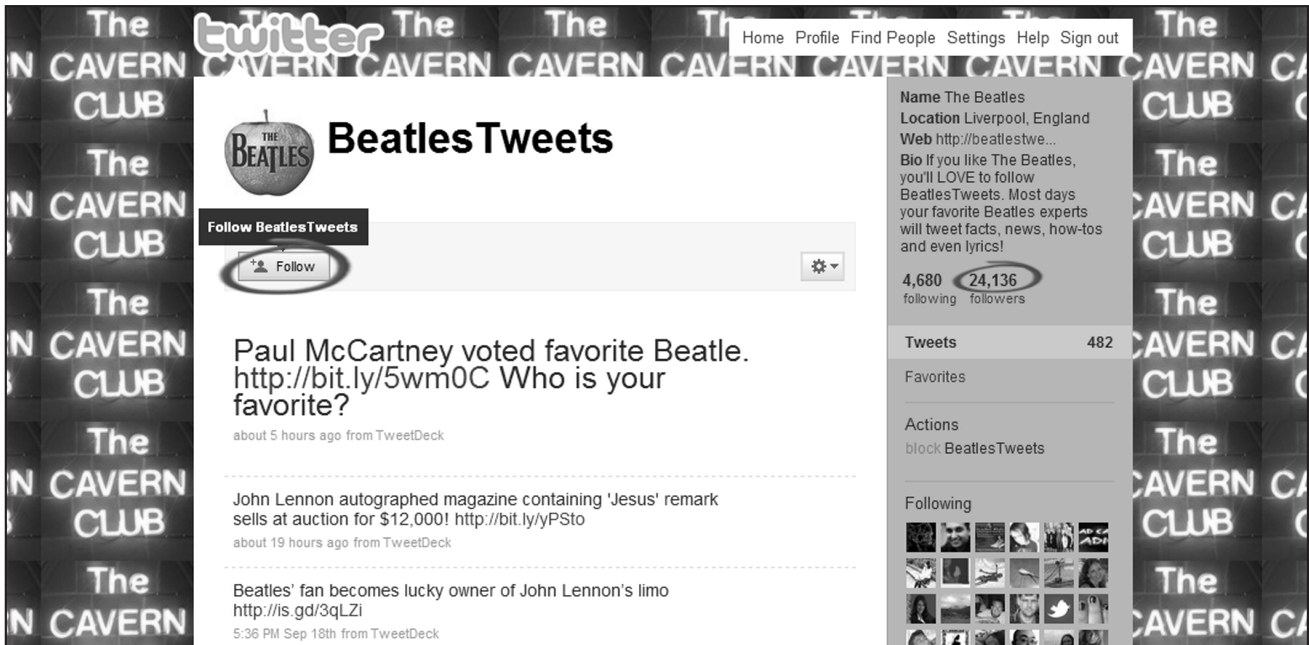 twitter
Home Profile Find People Settings Help Sign out
The CAVERN CLUB
THE
BEATLES
BeatlesTweets
Follow BeatlesTweets
Follow
Paul McCartney voted favorite Beatle.
http://bit.ly/5wm0C Who is your
favorite?
about 5 hours ago from TweetDeck
John Lennon autographed magazine containing 'Jesus' remark
sells at auction for $12,000! http://bit.ly/yPSto
about 19 hours ago from TweetDeck
Beatles' fan becomes lucky owner of John Lennon's limo
http://is.gd/3qLZi
5:36 PM Sep 18th from TweetDeck
Name The Beatles
Location Liverpool, England
Web http://beatlestwe...
Bio If you like The Beatles,
you'll LOVE to follow
BeatlesTweets. Most days
your favorite Beatles experts
will tweet facts, news, how-tos
and even lyrics!
4,680 24,136
following followers
Tweets 482
Favorites
Actions
block BeatlesTweets
Following